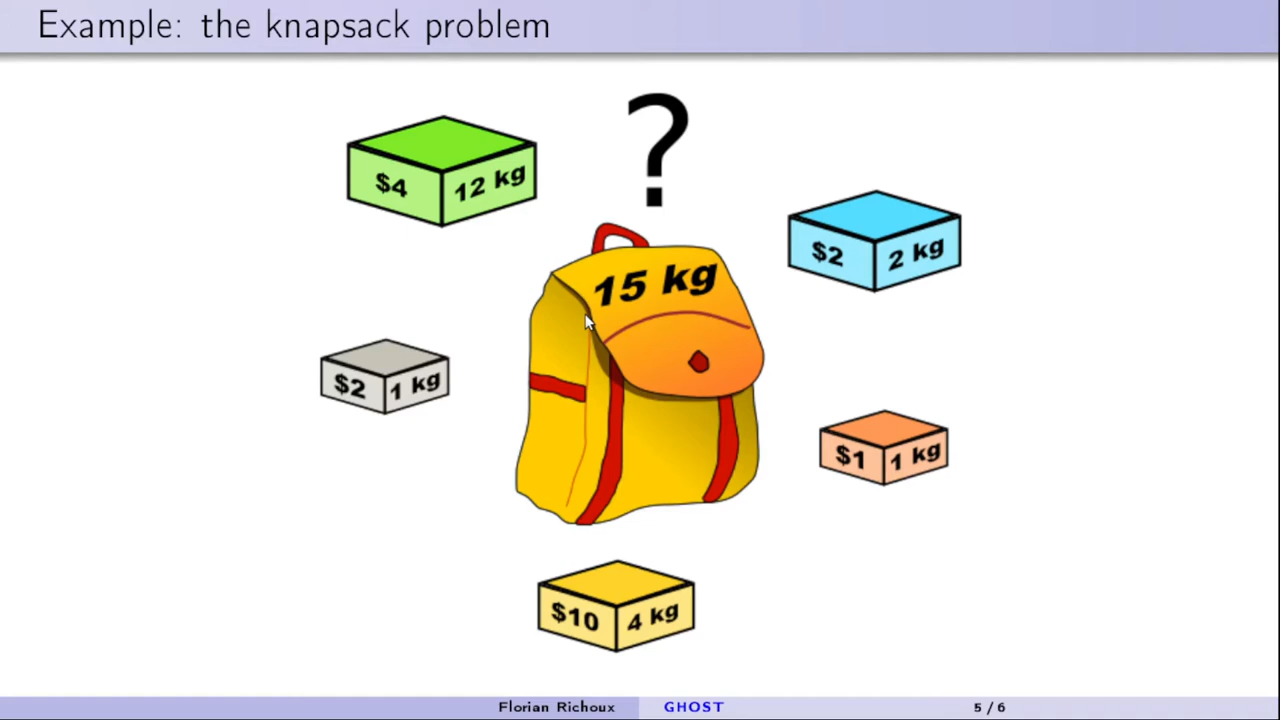 Example: the knapsack problem
?
$4 12 kg
$2 2 kg
15 kg
$2 1 kg
$1 1 kg
$10 4 kg
Florian Richoux GHOST 5 / 6